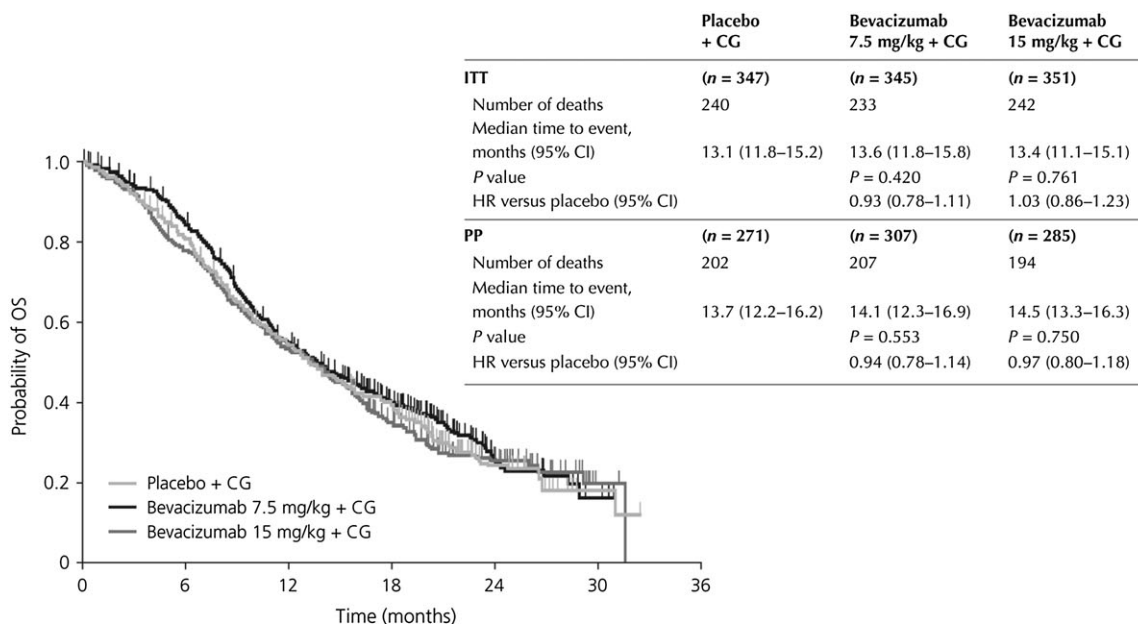 Placebo + CG Bevacizumab 7.5 mg/kg + CG Bevacizumab 15 mg/kg + CG
ITT (n = 347) (n = 345) (n = 351)
Number of deaths 240 233 242
Median time to event,
months (95% CI) 13.1 (11.8–15.2) 13.6 (11.8–15.8) 13.4 (11.1–15.1)
P value P = 0.420 P = 0.761
HR versus placebo (95% CI) 0.93 (0.78–1.11) 1.03 (0.86–1.23)
PP (n = 271) (n = 307) (n = 285)
Number of deaths 202 207 194
Median time to event,
months (95% CI) 13.7 (12.2–16.2) 14.1 (12.3–16.9) 14.5 (13.3–16.3)
P value P = 0.553 P = 0.750
HR versus placebo (95% CI) 0.94 (0.78–1.14) 0.97 (0.80–1.18)
Probability of OS
1.0
0.8
0.6
0.4
0.2
0
Placebo + CG
Bevacizumab 7.5 mg/kg + CG
Bevacizumab 15 mg/kg + CG
0 6 12 18 24 30 36
Time (months)